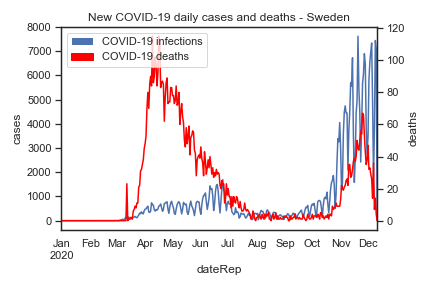 New COVID-19 daily cases and deaths - Sweden
COVID-19 infections
COVID-19 deaths
8000
7000
6000
5000
4000
3000
2000
1000
0
cases
120
100
80
60
40
20
0
deaths
Jan Feb Mar Apr May Jun Jul Aug Sep Oct Nov Dec
2020
dateRep